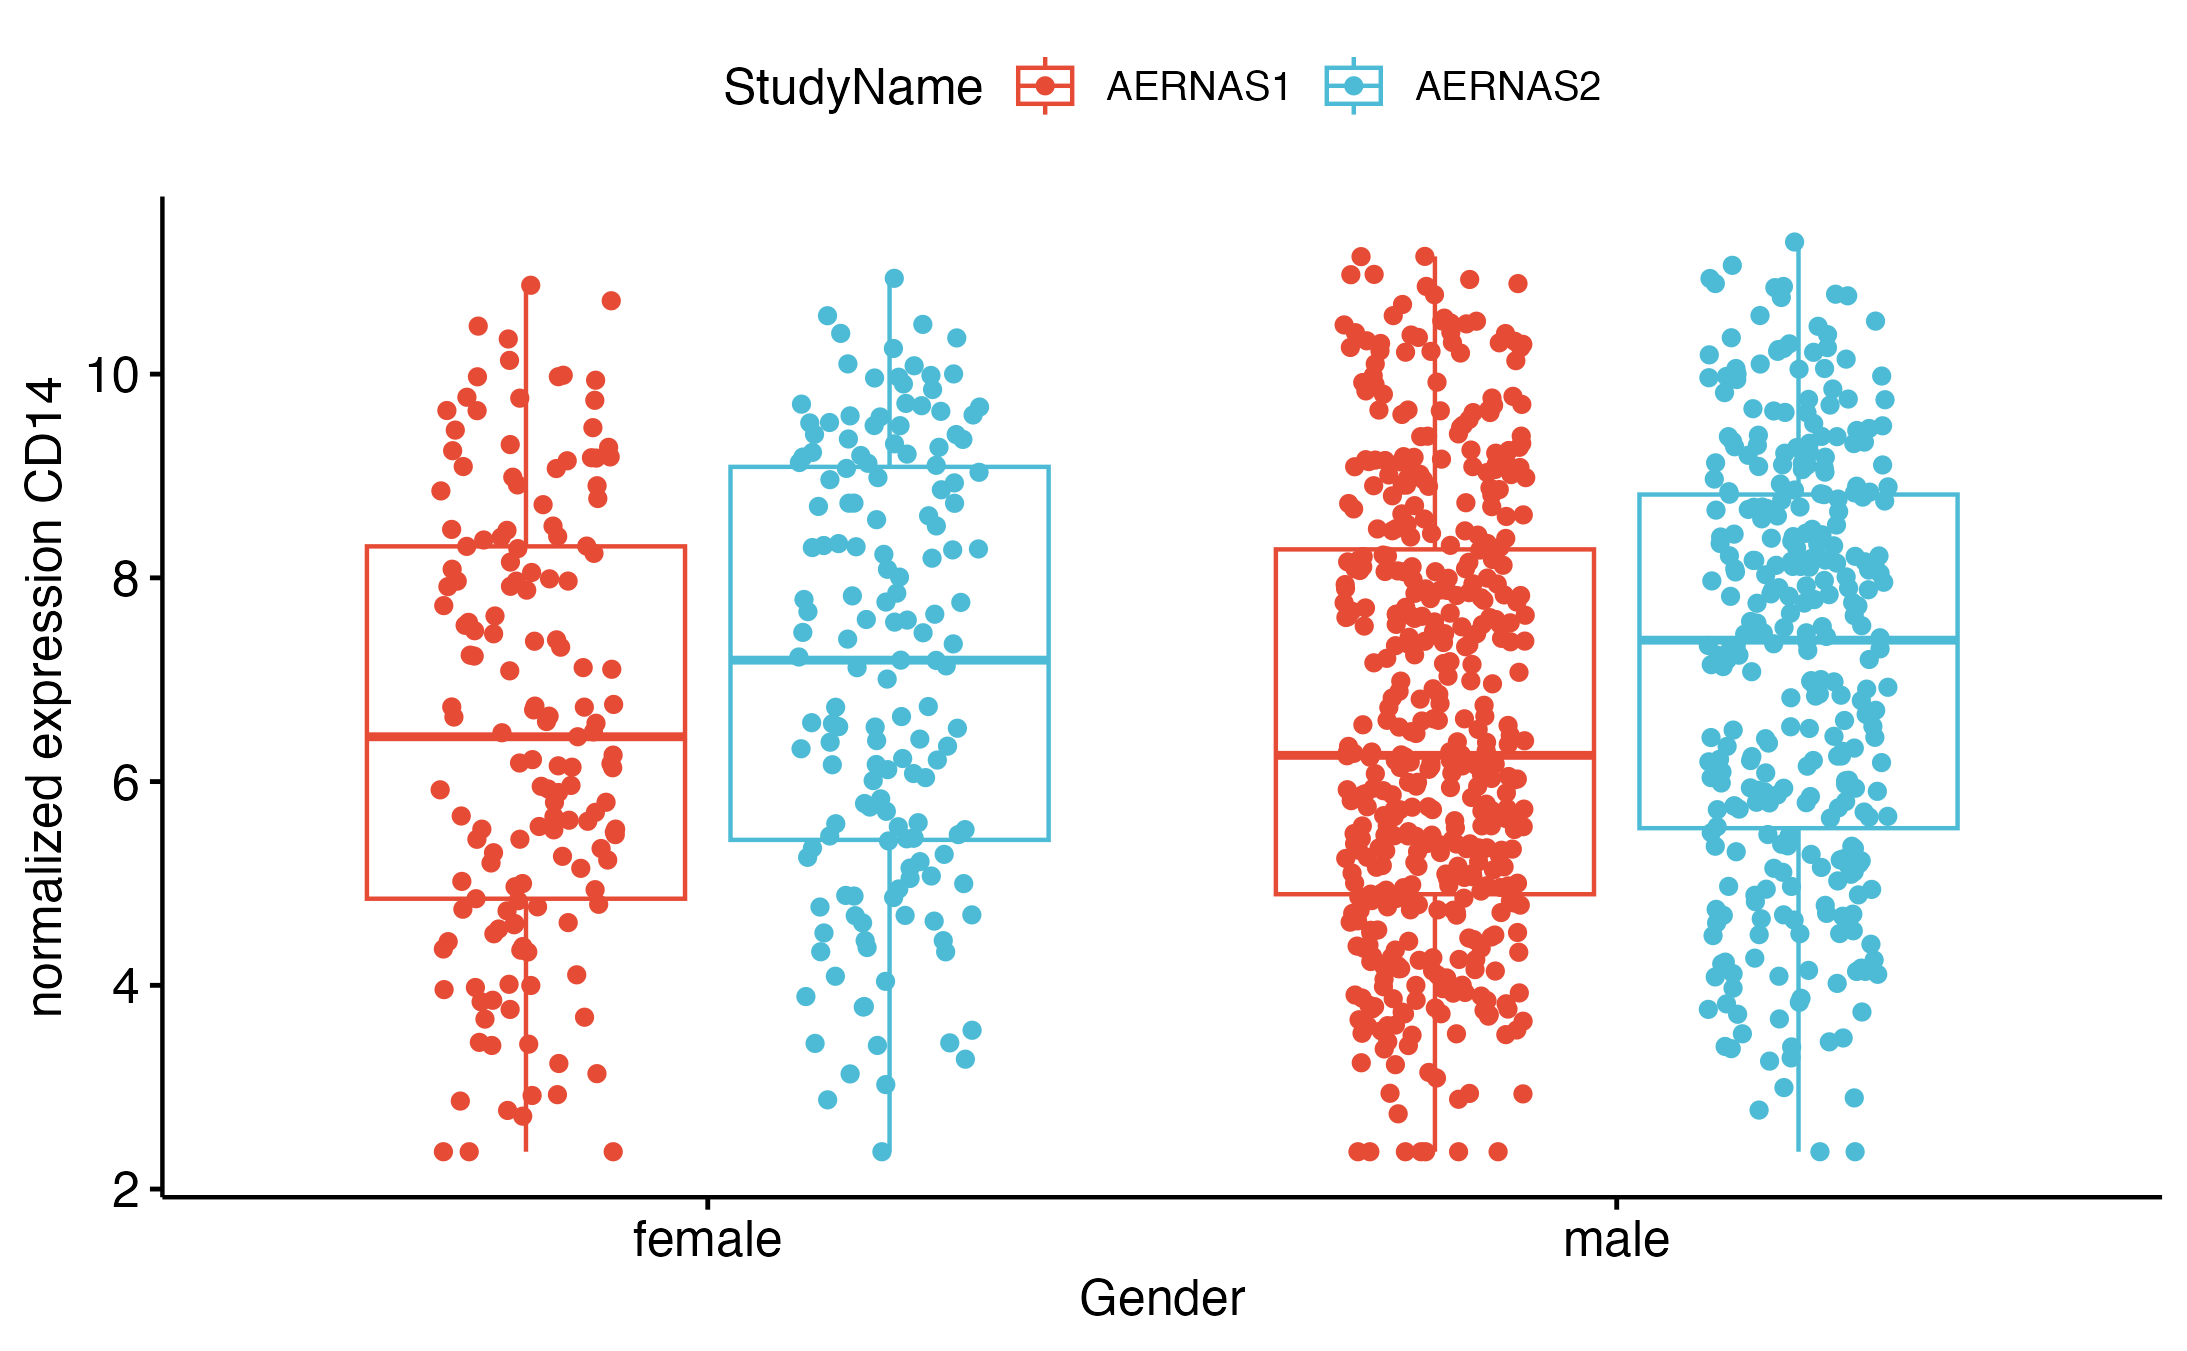 StudyName AERNAS1 AERNAS2
normalized expression CD14
10
8
6
4
2
female male
Gender